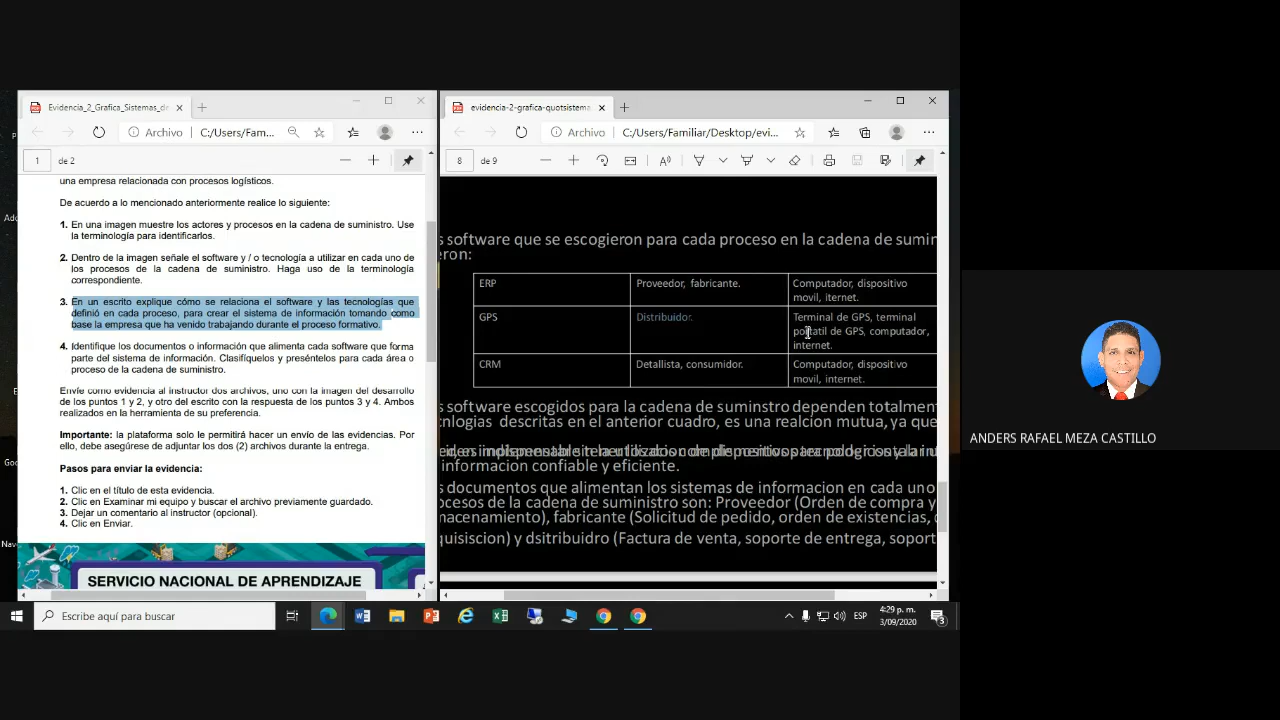 Evidencia_2_Grafica_Sistemas_de
Archivo
C:/Users/Fam...
1
de 2
una empresa relacionada con procesos logísticos.
De acuerdo a lo mencionado anteriormente realice lo siguiente:
1. En una imagen muestre los actores y procesos en la cadena de suministro. Use
la terminología para identificarlos.
2. Dentro de la imagen señale el software y / o tecnología a utilizar en cada uno de
los procesos de la cadena de suministro. Haga uso de la terminología
correspondiente.
3. En un escrito explique cómo se relaciona el software y las tecnologías que
definió en cada proceso, para crear el sistema de información tomando como
base la empresa que ha venido trabajando durante el proceso formativo.
4. Identifique los documentos o información que alimenta cada software que forma
parte del sistema de información. Clasifíquelos y preséntelos para cada área o
proceso de la cadena de suministro.
Envíe como evidencia al instructor dos archivos, uno con la imagen del desarrollo
de los puntos 1 y 2, y otro del escrito con la respuesta de los puntos 3 y 4. Ambos
realizados en la herramienta de su preferencia.
Importante: la plataforma solo le permitirá hacer un envío de las evidencias. Por
ello, debe asegúrese de adjuntar los dos (2) archivos durante la entrega.
Pasos para enviar la evidencia:
1. Clic en el título de esta evidencia.
2. Clic en Examinar mi equipo y buscar el archivo previamente guardado.
3. Dejar un comentario al instructor (opcional).
4. Clic en Enviar.
SERVICIO NACIONAL DE APRENDIZAJE
evidencia-2-grafica-quotsistema
Archivo
C:/Users/Familiar/Desktop/evi...
8
de 9
s software que se escogieron para cada proceso en la cadena de sumin
eron:
ERP Proveedor, fabricante. Computador, dispositivo
movil, iternet.
GPS Distribuidor. Terminal de GPS, terminal
portatil de GPS, computador,
internet.
CRM Detallista, consumidor. Computador, dispositivo
movil, internet.
s software escogidos para la cadena de suminstro dependen totalment
cnlogias descritas en el anterior cuadro, es una realcion mutua, ya que
informacion confiable y eficiente.
s documentos que alimentan los sistemas de informacion en cada uno
ocesos de la cadena de suministro son: Proveedor (Orden de compra y
macenamiento), fabricante (Solicitud de pedido, orden de existencias,
quisiscion) y dsitribuidro (Factura de venta, soporte de entrega, soport
ANDERS RAFAEL MEZA CASTILLO
Escribe aquí para buscar
ESP
4:29 p. m.
3/09/2020
3